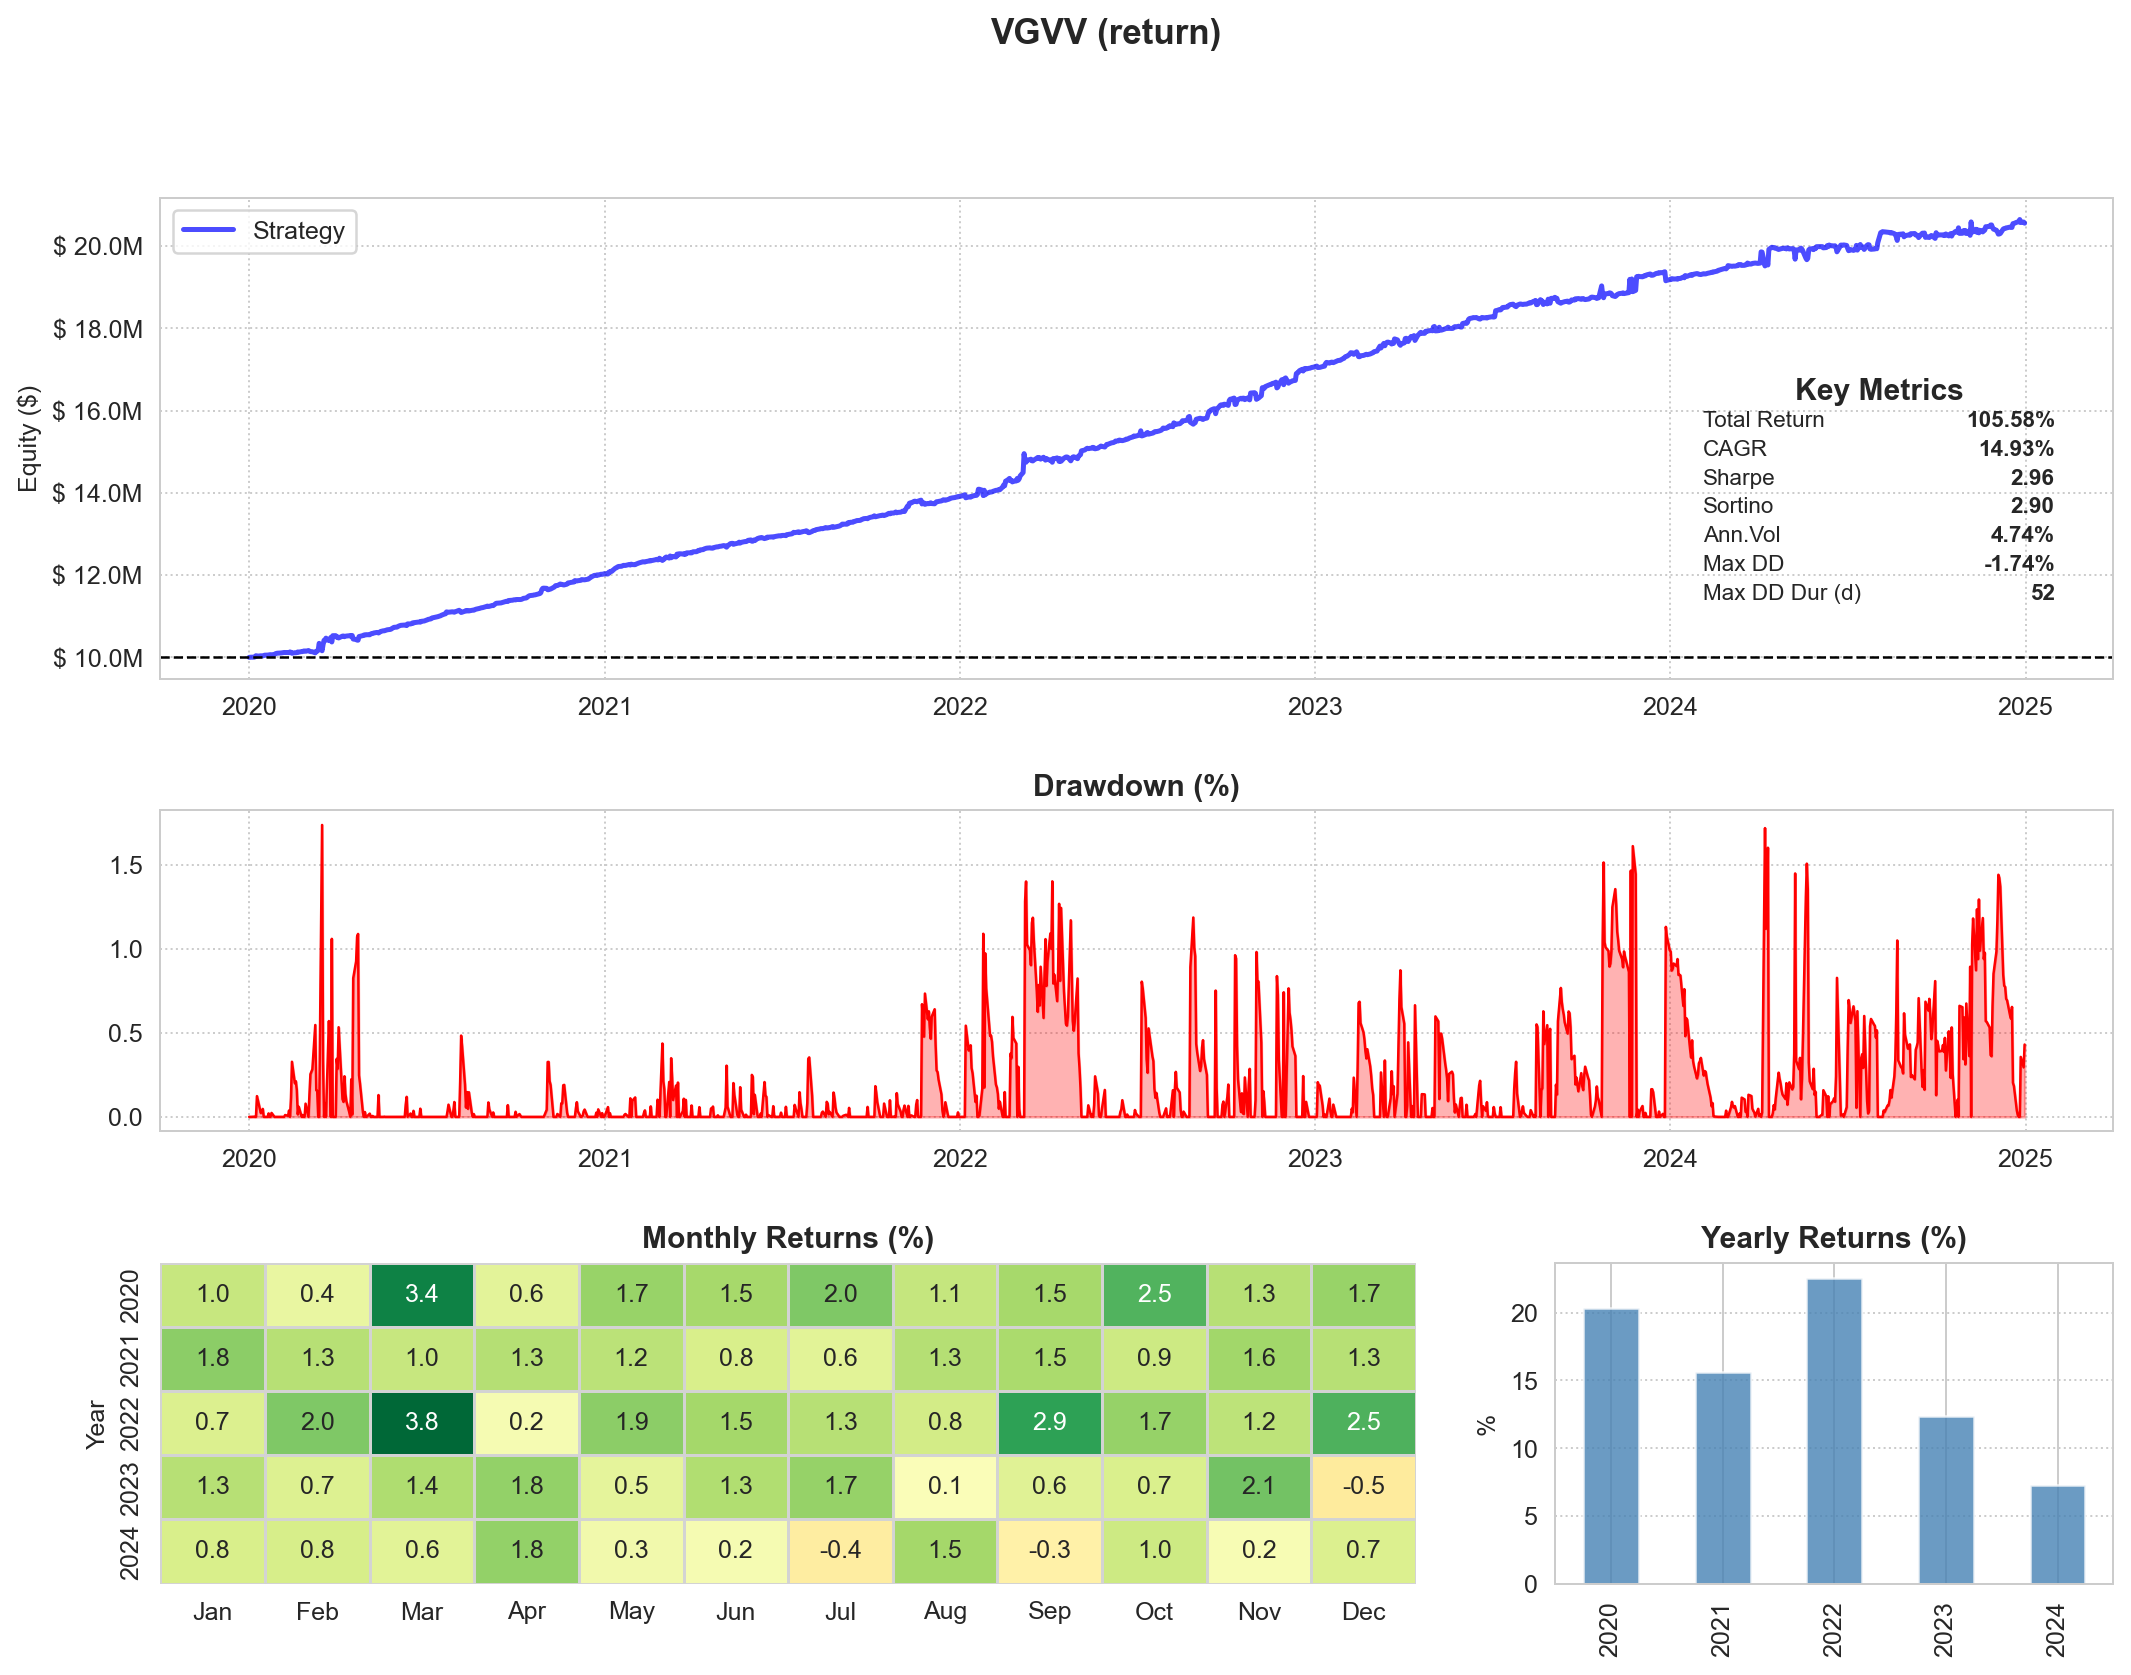 VGVV (return)
Strategy
Equity ($)
$ 20.0M
$ 18.0M
$ 16.0M
$ 14.0M
$ 12.0M
$ 10.0M
Key Metrics
Total Return 105.58%
CAGR 14.93%
Sharpe 2.96
Sortino 2.90
Ann.Vol 4.74%
Max DD -1.74%
Max DD Dur (d) 52
2020 2021 2022 2023 2024 2025
Drawdown (%)
1.5
1.0
0.5
0.0
2020 2021 2022 2023 2024 2025
Monthly Returns (%)
Year
2020 1.0 0.4 3.4 0.6 1.7 1.5 2.0 1.1 1.5 2.5 1.3 1.7
2021 1.8 1.3 1.0 1.3 1.2 0.8 0.6 1.3 1.5 0.9 1.6 1.3
2022 0.7 2.0 3.8 0.2 1.9 1.5 1.3 0.8 2.9 1.7 1.2 2.5
2023 1.3 0.7 1.4 1.8 0.5 1.3 1.7 0.1 0.6 0.7 2.1 -0.5
2024 0.8 0.8 0.6 1.8 0.3 0.2 -0.4 1.5 -0.3 1.0 0.2 0.7
Jan Feb Mar Apr May Jun Jul Aug Sep Oct Nov Dec
Yearly Returns (%)
%
20
15
10
5
0
2020 2021 2022 2023 2024